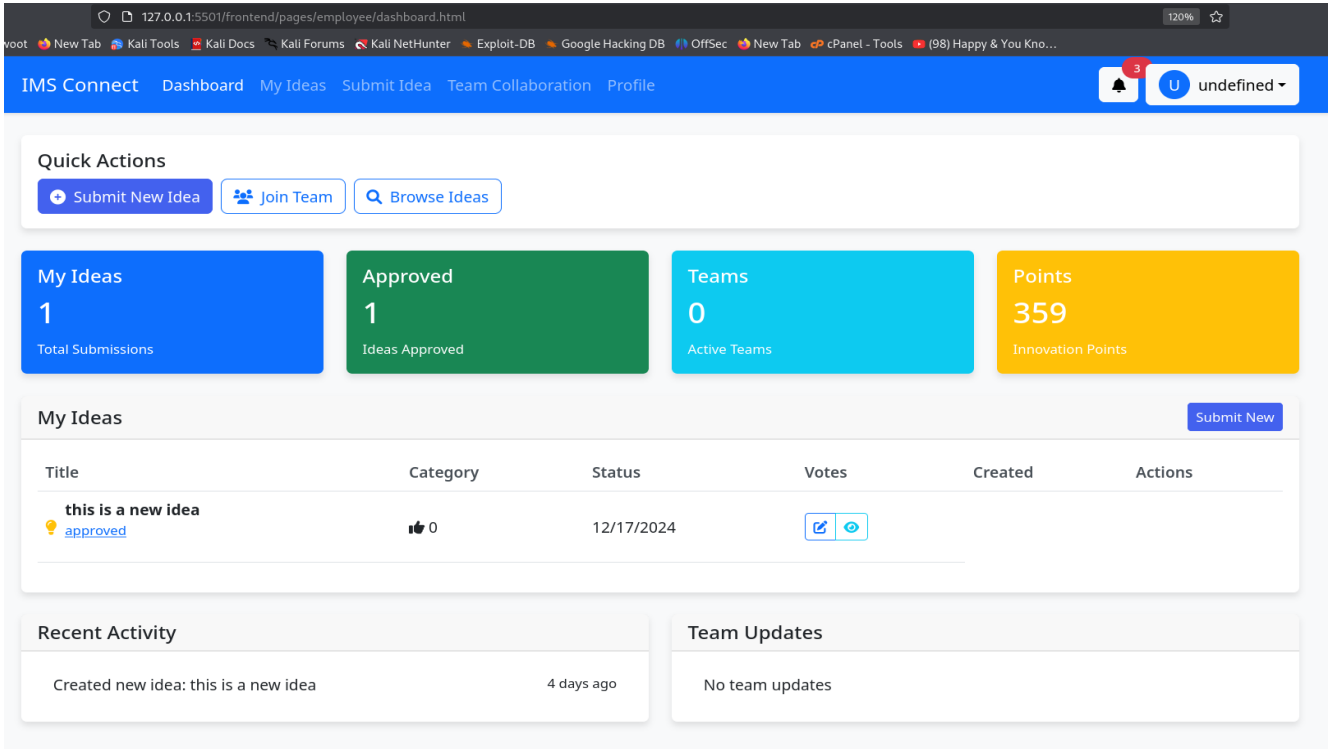 127.0.0.1:5501/frontend/pages/employee/dashboard.html 120%
woot New Tab Kali Tools Kali Docs Kali Forums Kali NetHunter Exploit-DB Google Hacking DB OffSec New Tab cPanel - Tools (98) Happy & You Kno...
IMS Connect Dashboard My Ideas Submit Idea Team Collaboration Profile 3 U undefined
Quick Actions
Submit New Idea Join Team Browse Ideas
My Ideas Approved Teams Points
1 1 0 359
Total Submissions Ideas Approved Active Teams Innovation Points
My Ideas Submit New
Title Category Status Votes Created Actions
this is a new idea
approved 0 12/17/2024
Recent Activity Team Updates
Created new idea: this is a new idea 4 days ago No team updates